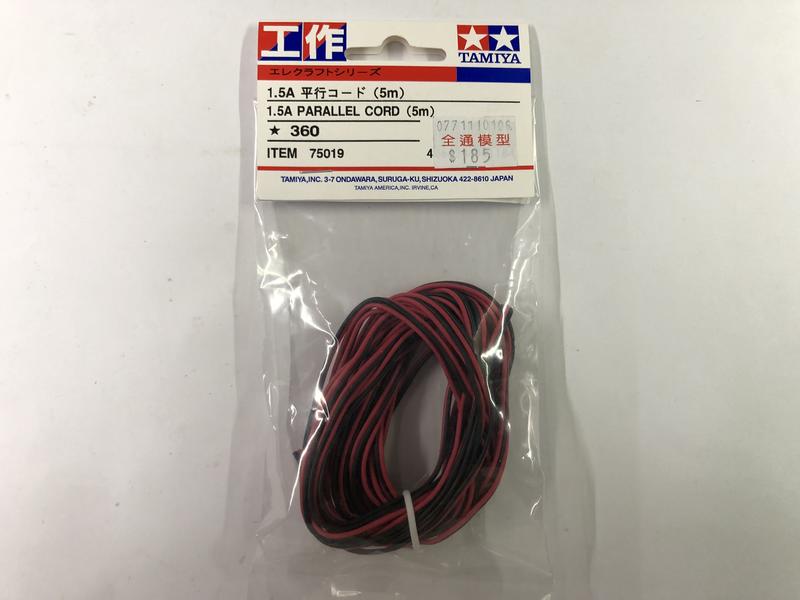 工作
TAMIYA
エレクラフトシリーズ
1.5A 平行コード（5m）
1.5A PARALLEL CORD (5m)
★ 360
0771110106
全通模型
$185
ITEM 75019
4
TAMIYA,INC. 3-7 ONDAWARA,SURUGA-KU,SHIZUOKA 422-8610 JAPAN
TAMIYA AMERICA,INC. IRVINE,CA